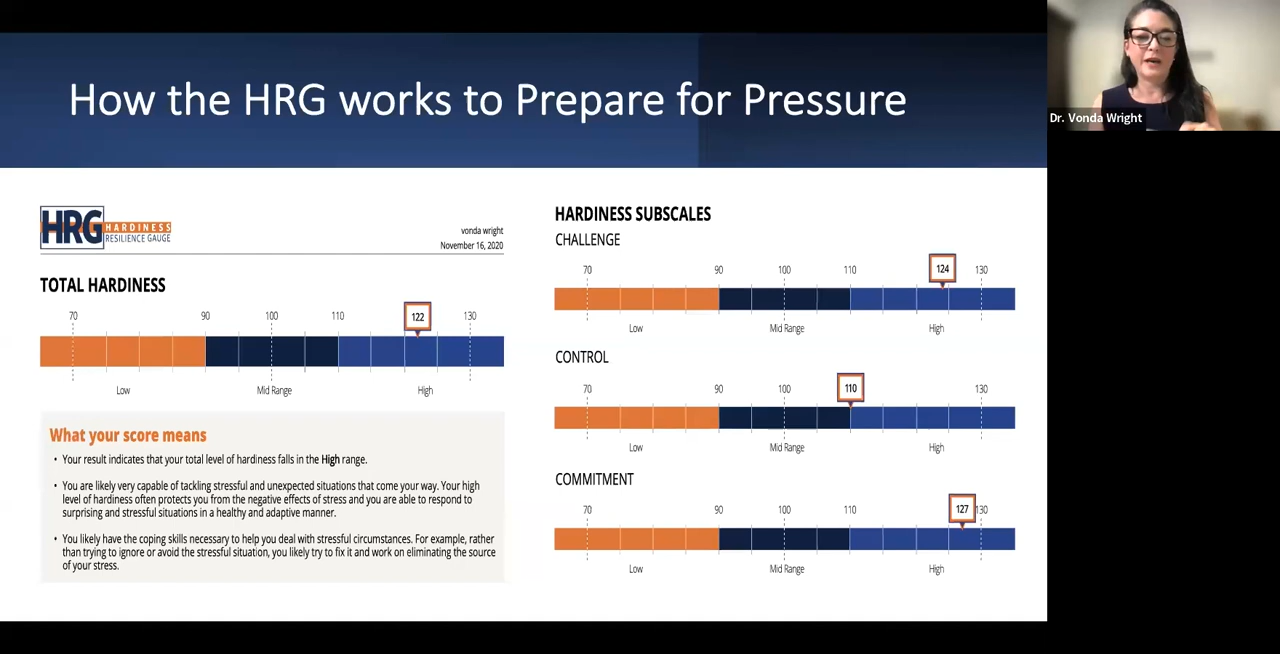 How the HRG works to Prepare for Pressure
Dr. Vonda Wright
HRG HARDINESS
RESILIENCE GAUGE
vonda wright
November 16, 2020
TOTAL HARDINESS
122
70 90 100 110 130
Low Mid Range High
What your score means
• Your result indicates that your total level of hardiness falls in the High range.
• You are likely very capable of tackling stressful and unexpected situations that come your way. Your high
level of hardiness often protects you from the negative effects of stress and you are able to respond to
surprising and stressful situations in a healthy and adaptive manner.
• You likely have the coping skills necessary to help you deal with stressful circumstances. For example, rather
than trying to ignore or avoid the stressful situation, you likely try to fix it and work on eliminating the source
of your stress.
HARDINESS SUBSCALES
CHALLENGE
70 90 100 110 124 130
Low Mid Range High
CONTROL
70 90 100 110 130
Low Mid Range High
COMMITMENT
70 90 100 110 127 130
Low Mid Range High